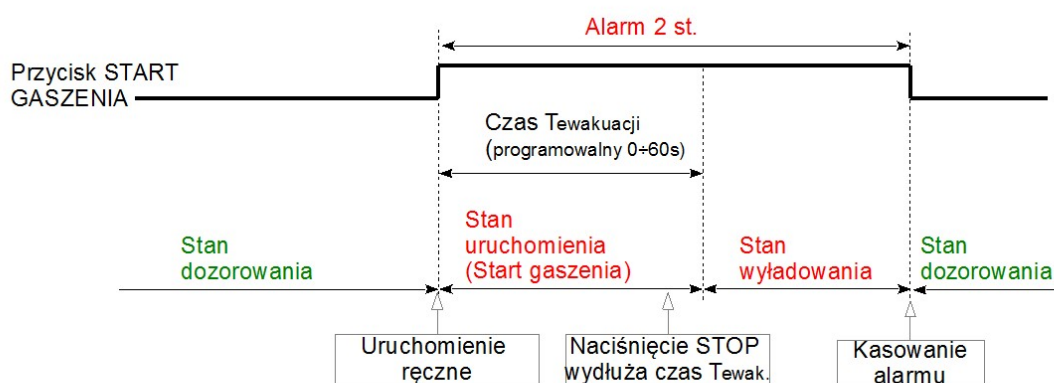 Alarm 2 st.
Przycisk START
GASZENIA
Czas Tewakuacji
(programowalny 0÷60s)
Stan
dozorowania
Stan
uruchomienia
(Start gaszenia)
Stan
wyładowania
Stan
dozorowania
Uruchomienie
ręczne
Naciśnięcie STOP
wydłuża czas Tewak.
Kasowanie
alarmu